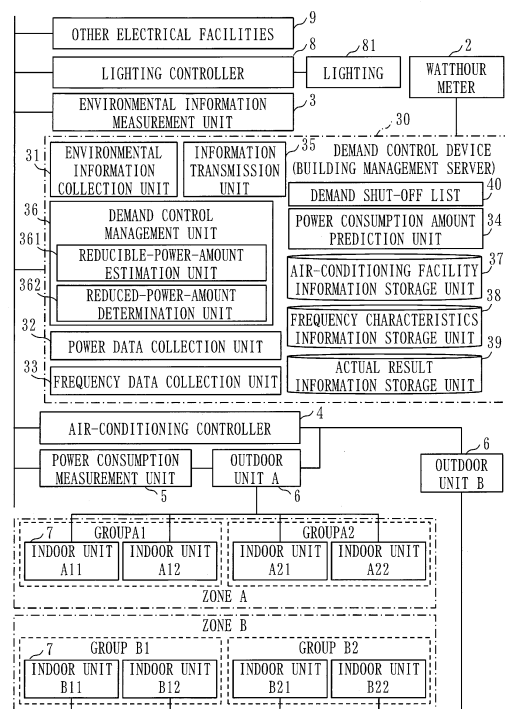 9
OTHER ELECTRICAL FACILITIES
8
LIGHTING CONTROLLER
81
LIGHTING
2
WATTHOUR
METER
ENVIRONMENTAL INFORMATION
MEASUREMENT UNIT
3
30
DEMAND CONTROL DEVICE
(BUILDING MANAGEMENT SERVER)
31
ENVIRONMENTAL
INFORMATION
COLLECTION UNIT
35
INFORMATION
TRANSMISSION
UNIT
40
DEMAND SHUT-OFF LIST
36
DEMAND CONTROL
MANAGEMENT UNIT
361
REDUCIBLE-POWER-AMOUNT
ESTIMATION UNIT
362
REDUCED-POWER-AMOUNT
DETERMINATION UNIT
34
POWER CONSUMPTION AMOUNT
PREDICTION UNIT
37
AIR-CONDITIONING FACILITY
INFORMATION STORAGE UNIT
38
FREQUENCY CHARACTERISTICS
INFORMATION STORAGE UNIT
39
ACTUAL RESULT
INFORMATION STORAGE UNIT
32
POWER DATA COLLECTION UNIT
33
FREQUENCY DATA COLLECTION UNIT
4
AIR-CONDITIONING CONTROLLER
POWER CONSUMPTION
MEASUREMENT UNIT
5
OUTDOOR
UNIT A
6
6
OUTDOOR
UNIT B
7
GROUPA1
INDOOR UNIT
A11
INDOOR UNIT
A12
GROUPA2
INDOOR UNIT
A21
INDOOR UNIT
A22
ZONE A
ZONE B
7
GROUP B1
INDOOR UNIT
B11
INDOOR UNIT
B12
GROUP B2
INDOOR UNIT
B21
INDOOR UNIT
B22